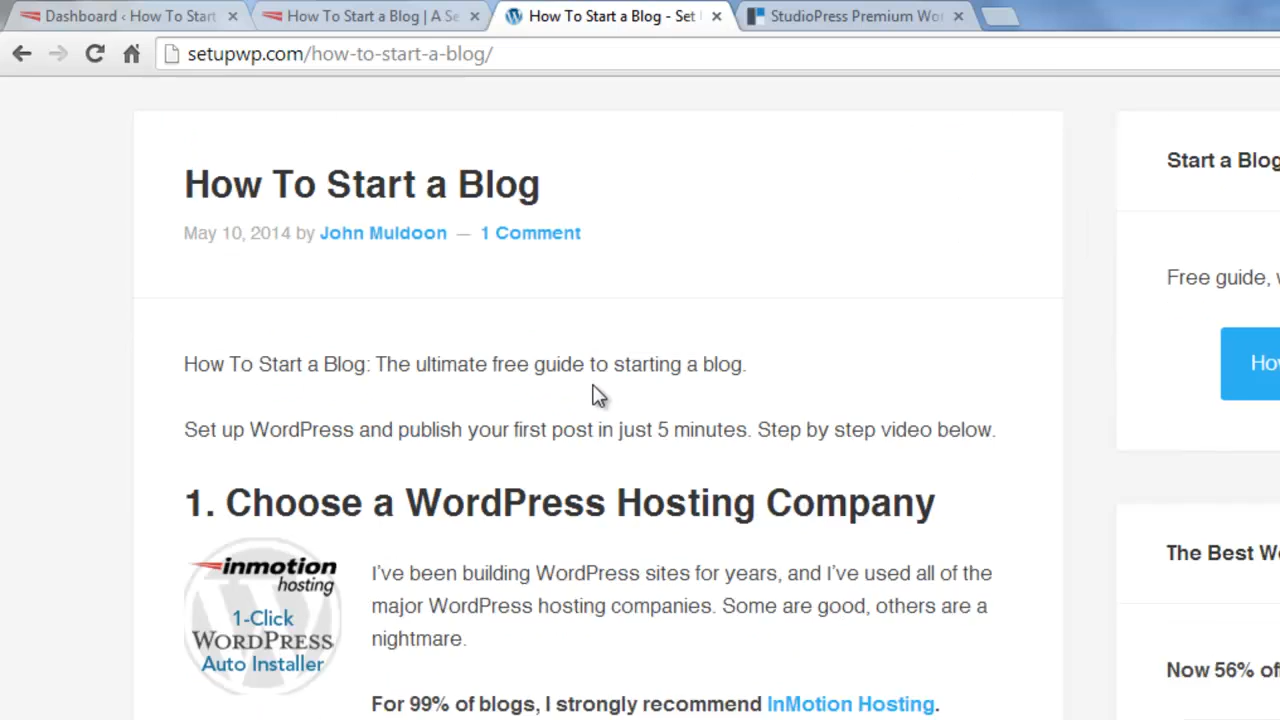 Dashboard ‹ How To Start
How To Start a Blog | A Se
How To Start a Blog - Set
StudioPress Premium Wor
setupwp.com/how-to-start-a-blog/
How To Start a Blog
May 10, 2014 by John Muldoon — 1 Comment
How To Start a Blog: The ultimate free guide to starting a blog.
Set up WordPress and publish your first post in just 5 minutes. Step by step video below.
1. Choose a WordPress Hosting Company
inmotion
hosting
1-Click
WORDPRESS
Auto Installer
I’ve been building WordPress sites for years, and I’ve used all of the
major WordPress hosting companies. Some are good, others are a
nightmare.
For 99% of blogs, I strongly recommend InMotion Hosting.
Start a Blog
Free guide,
How
The Best
Now 56% of